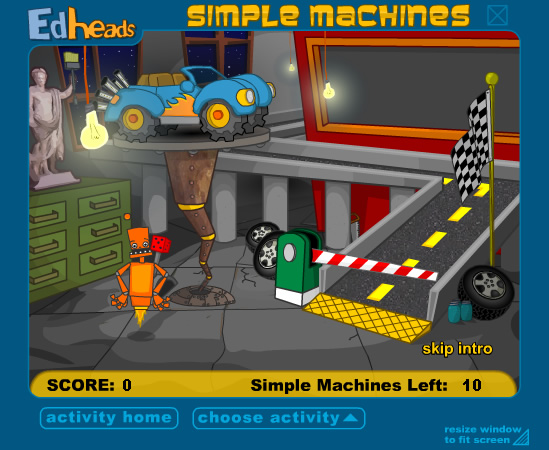 Edheads
SIMPLE MACHINES
skip intro
SCORE: 0
Simple Machines Left: 10
activity home
choose activity
resize window
to fit screen